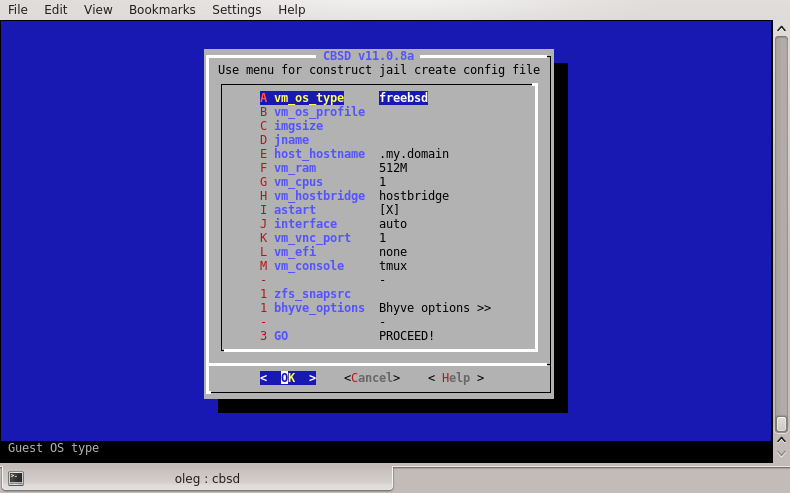 File Edit View Bookmarks Settings Help
CBSD v11.0.8a
Use menu for construct jail create config file
A vm_os_type freebsd
B vm_os_profile
C imgsize
D jname
E host_hostname .my.domain
F vm_ram 512M
G vm_cpus 1
H vm_hostbridge hostbridge
I astart [X]
J interface auto
K vm_vnc_port 1
L vm_efi none
M vm_console tmux
- -
1 zfs_snapsrc
1 bhyve_options Bhyve options >>
- -
3 GO PROCEED!
< OK > <Cancel> < Help >
Guest OS type
oleg : cbsd